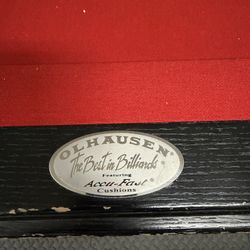 OLHAUSEN®
The Best in Billiards
Featuring
Accu-Fast®
Cushions